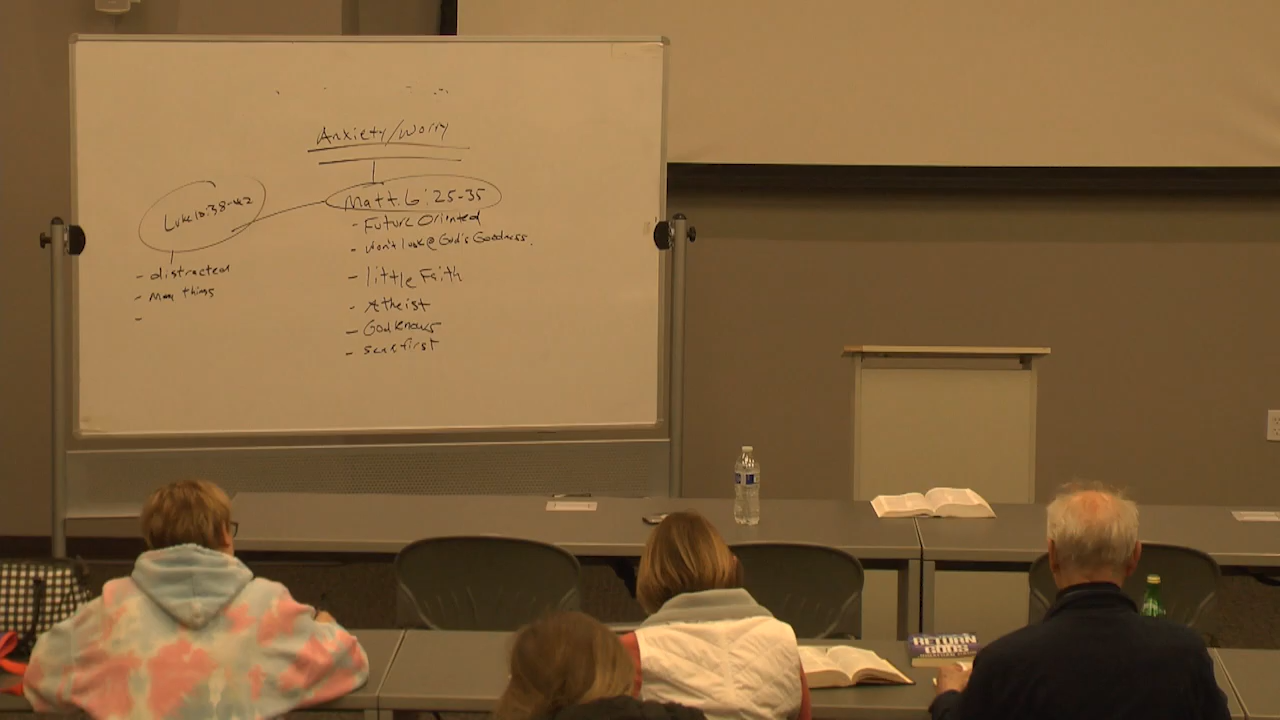 Anxiety/Worry
Matt. 6:25-35
- Future Oriented
- don't look @ God's Goodness.
- little Faith
- Atheist
- God Knows
- seek first
Luke 10:38-42
- distracted
- Many things
-
RETURN
GODS